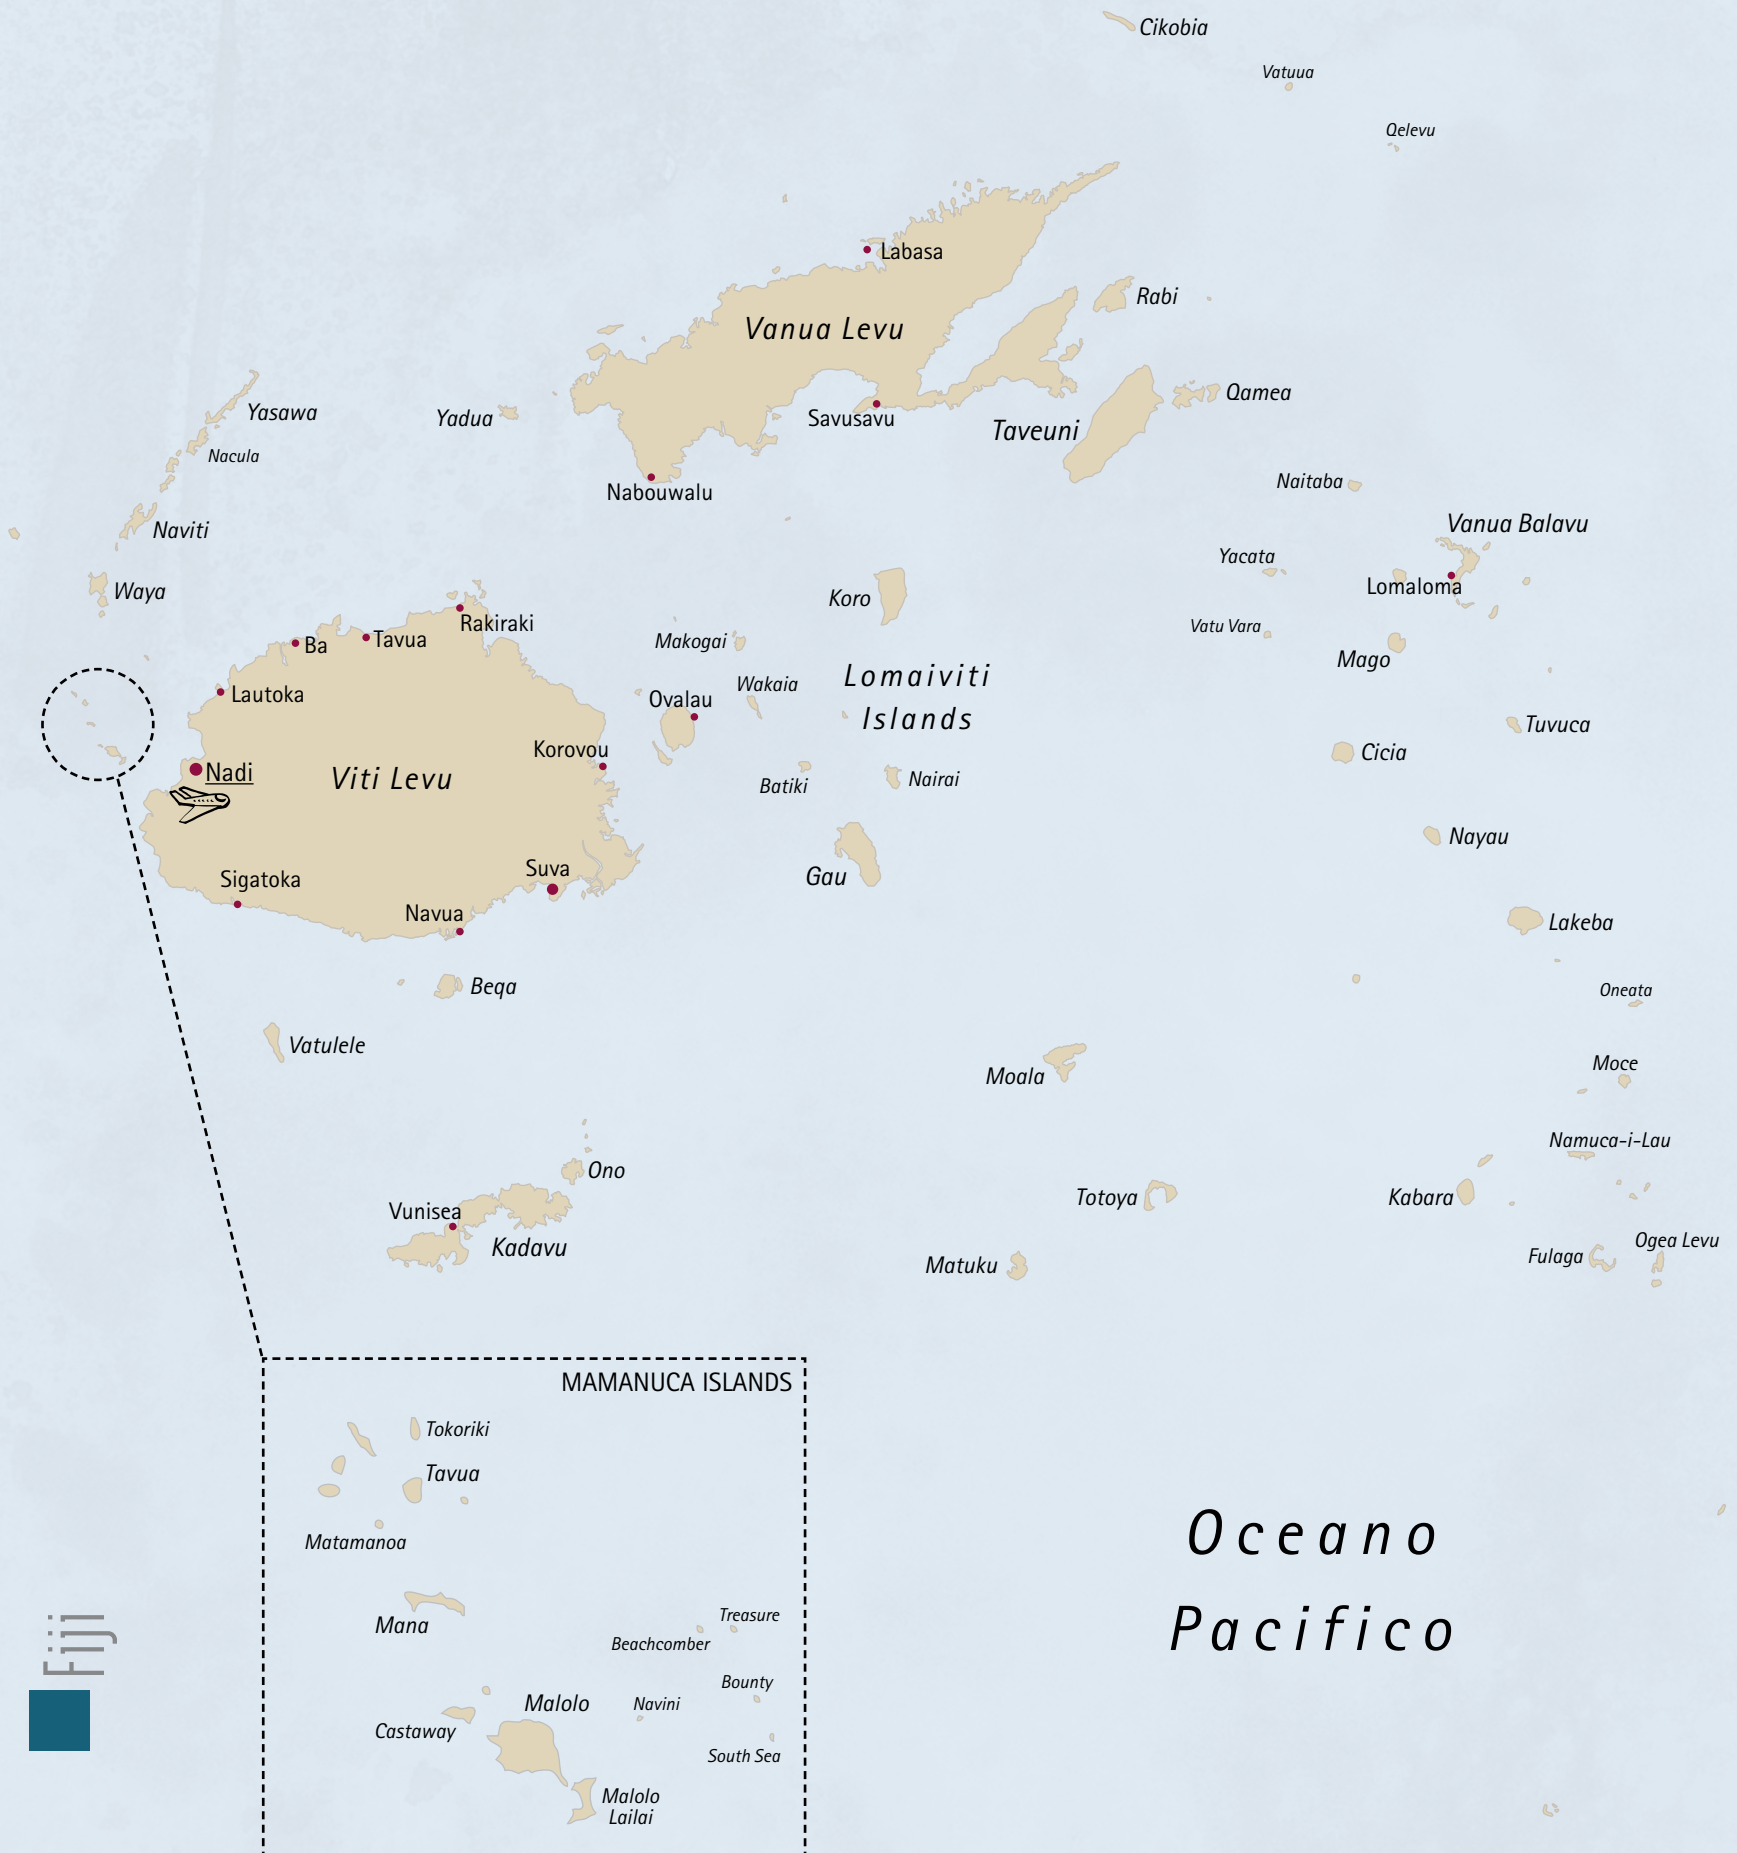 Cikobia
Vatuua
Qelevu
Labasa
Rabi
Vanua Levu
Qamea
Yasawa
Yadua
Savusavu
Taveuni
Nacula
Naitaba
Nabouwalu
Vanua Balavu
Naviti
Yacata
Lomaloma
Waya
Koro
Rakiraki
Vatu Vara
Ba
Tavua
Makogai
Mago
Lomaiviti
Islands
Wakaia
Lautoka
Ovalau
Tuvuca
Korovou
Cicia
Nadi
Viti Levu
Batiki
Nairai
Nayau
Suva
Gau
Sigatoka
Navua
Lakeba
Beqa
Oneata
Vatulele
Moce
Moala
Namuca-i-Lau
Ono
Totoya
Kabara
Vunisea
Kadavu
Ogea Levu
Fulaga
Matuku
MAMANUCA ISLANDS
Tokoriki
Tavua
Matamanoa
Mana
Treasure
Beachcomber
Bounty
Malolo
Navini
Castaway
South Sea
Malolo
Lailai
Oceano
Pacifico
Fiji